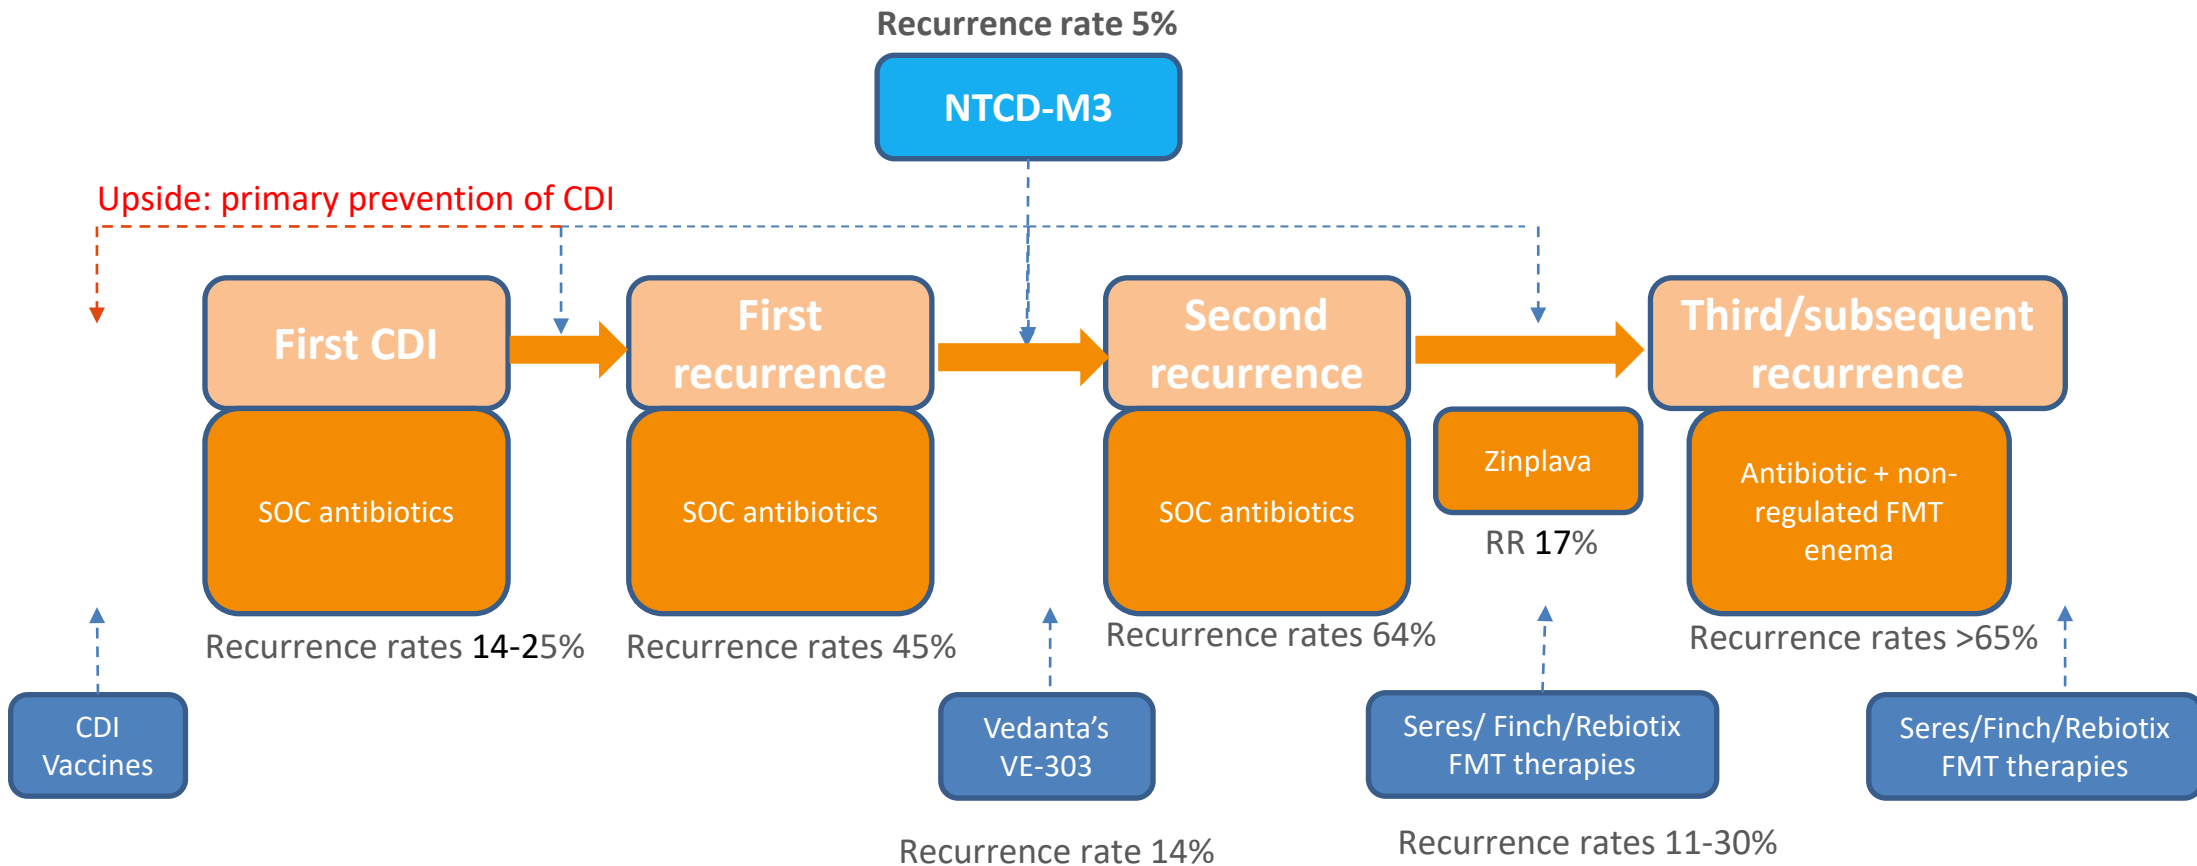 Recurrence rate 5%
NTCD-M3
Upside: primary prevention of CDI
First CDI
First
recurrence
Second
recurrence
Third/subsequent
recurrence
SOC antibiotics
SOC antibiotics
SOC antibiotics
Zinplava
RR 17%
Antibiotic + non-
regulated FMT
enema
Recurrence rates 14-25%
Recurrence rates 45%
Recurrence rates 64%
Recurrence rates >65%
CDI
Vaccines
Vedanta’s
VE-303
Seres/ Finch/Rebiotix
FMT therapies
Seres/Finch/Rebiotix
FMT therapies
Recurrence rate 14%
Recurrence rates 11-30%